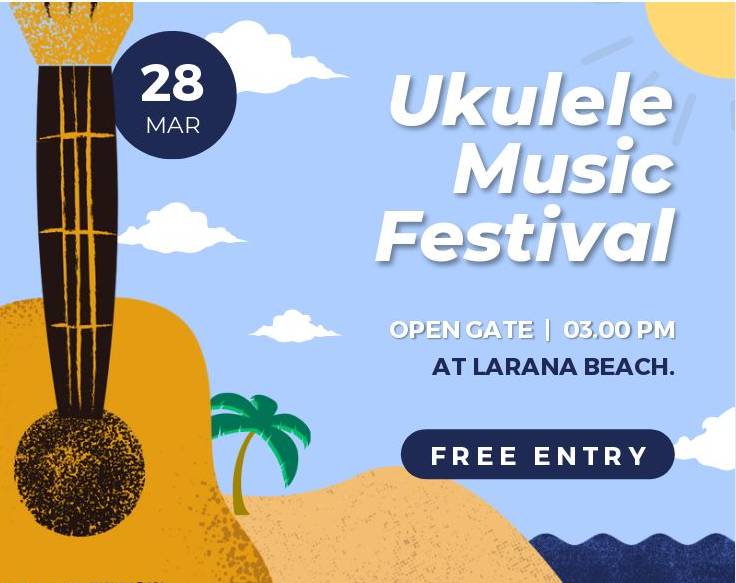 28
MAR
Ukulele
Music
Festival
OPEN GATE | 03.00 PM
AT LARANA BEACH.
FREE ENTRY